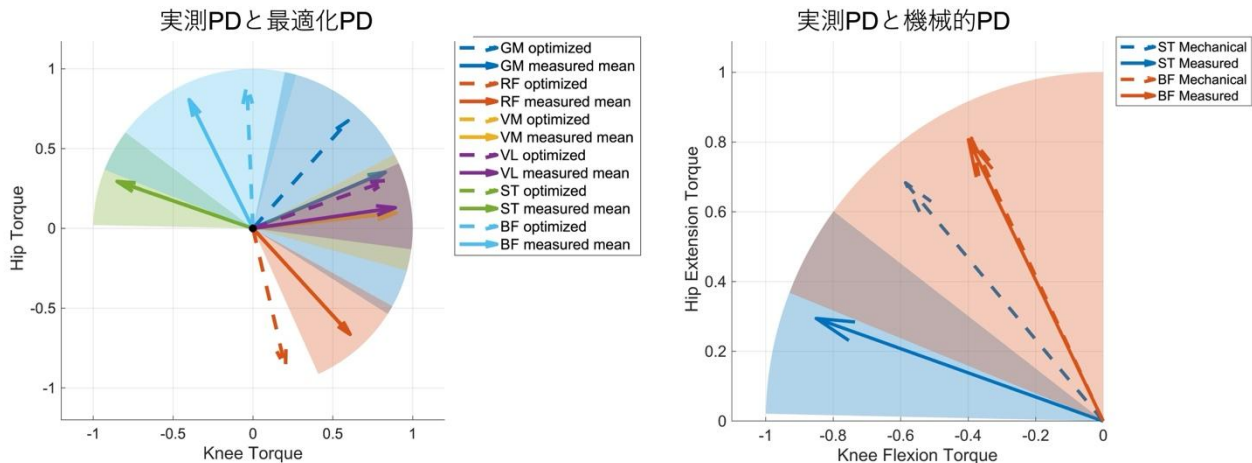 実測PDと最適化PD
1
0.5
0
-0.5
-1
Hip Torque
-1
-0.5
0
0.5
1
Knee Torque
GM optimized
GM measured mean
RF optimized
RF measured mean
VM optimized
VM measured mean
VL optimized
VL measured mean
ST optimized
ST measured mean
BF optimized
BF measured mean
実測PDと機械的PD
1
0.8
0.6
0.4
0.2
0
Hip Extension Torque
-1
-0.8
-0.6
-0.4
-0.2
0
Knee Flexion Torque
ST Mechanical
ST Measured
BF Mechanical
BF Measured